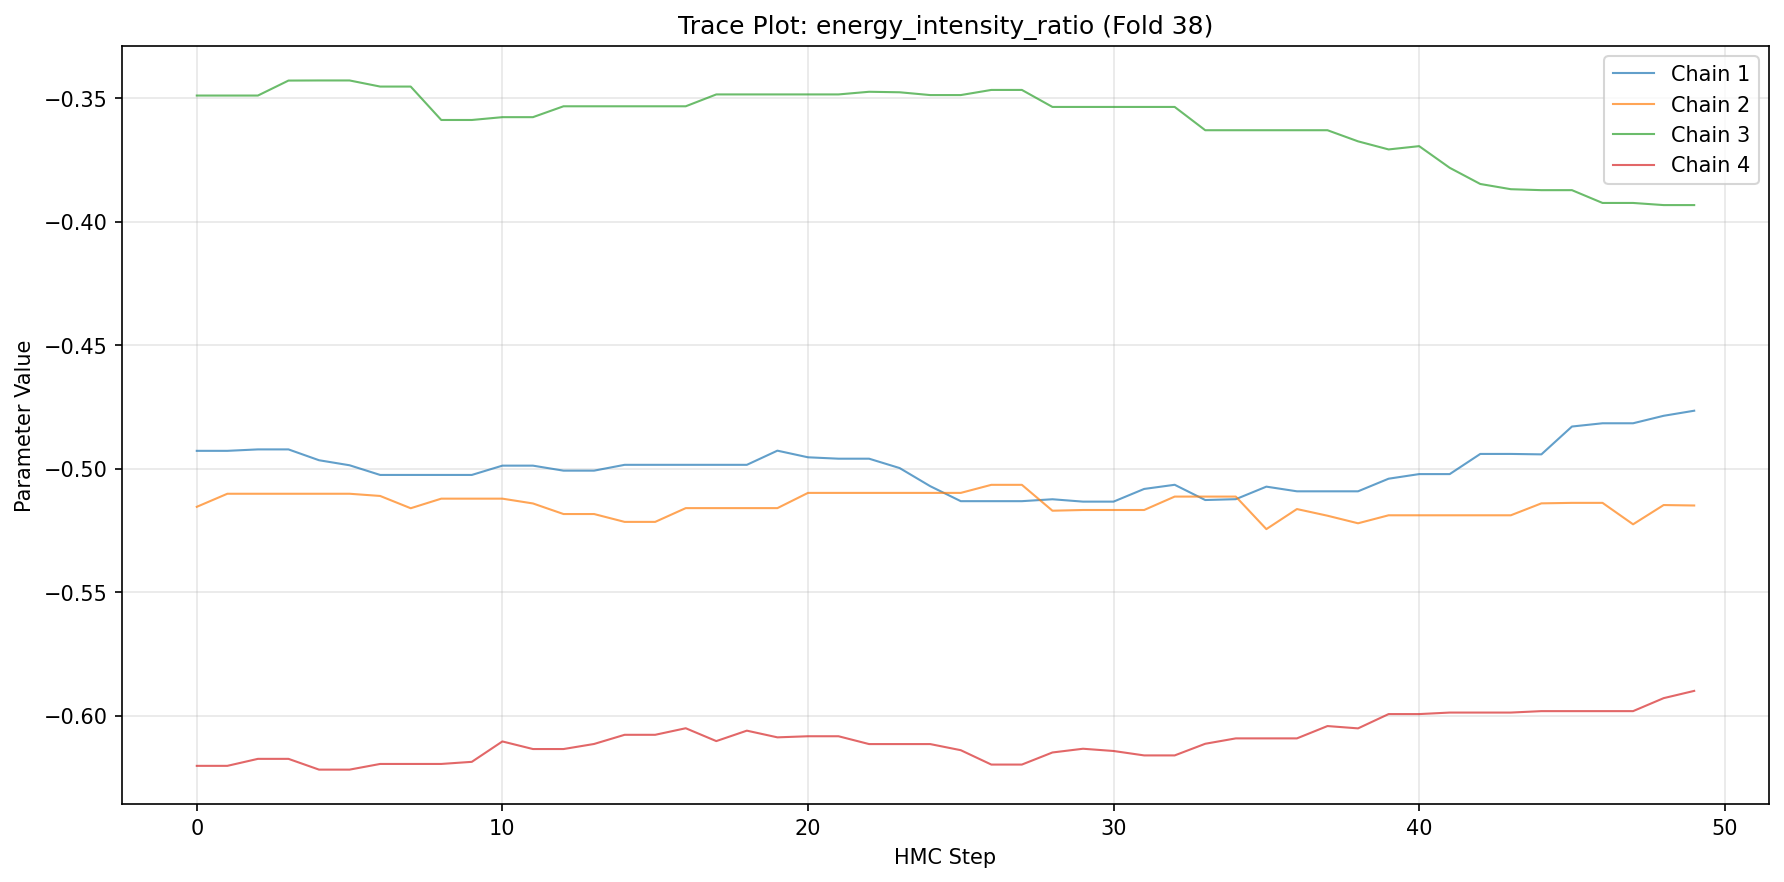 Trace Plot: energy_intensity_ratio (Fold 38)
Chain 1
Chain 2
Chain 3
Chain 4
Parameter Value
−0.35
−0.40
−0.45
−0.50
−0.55
−0.60
0
10
20
30
40
50
HMC Step